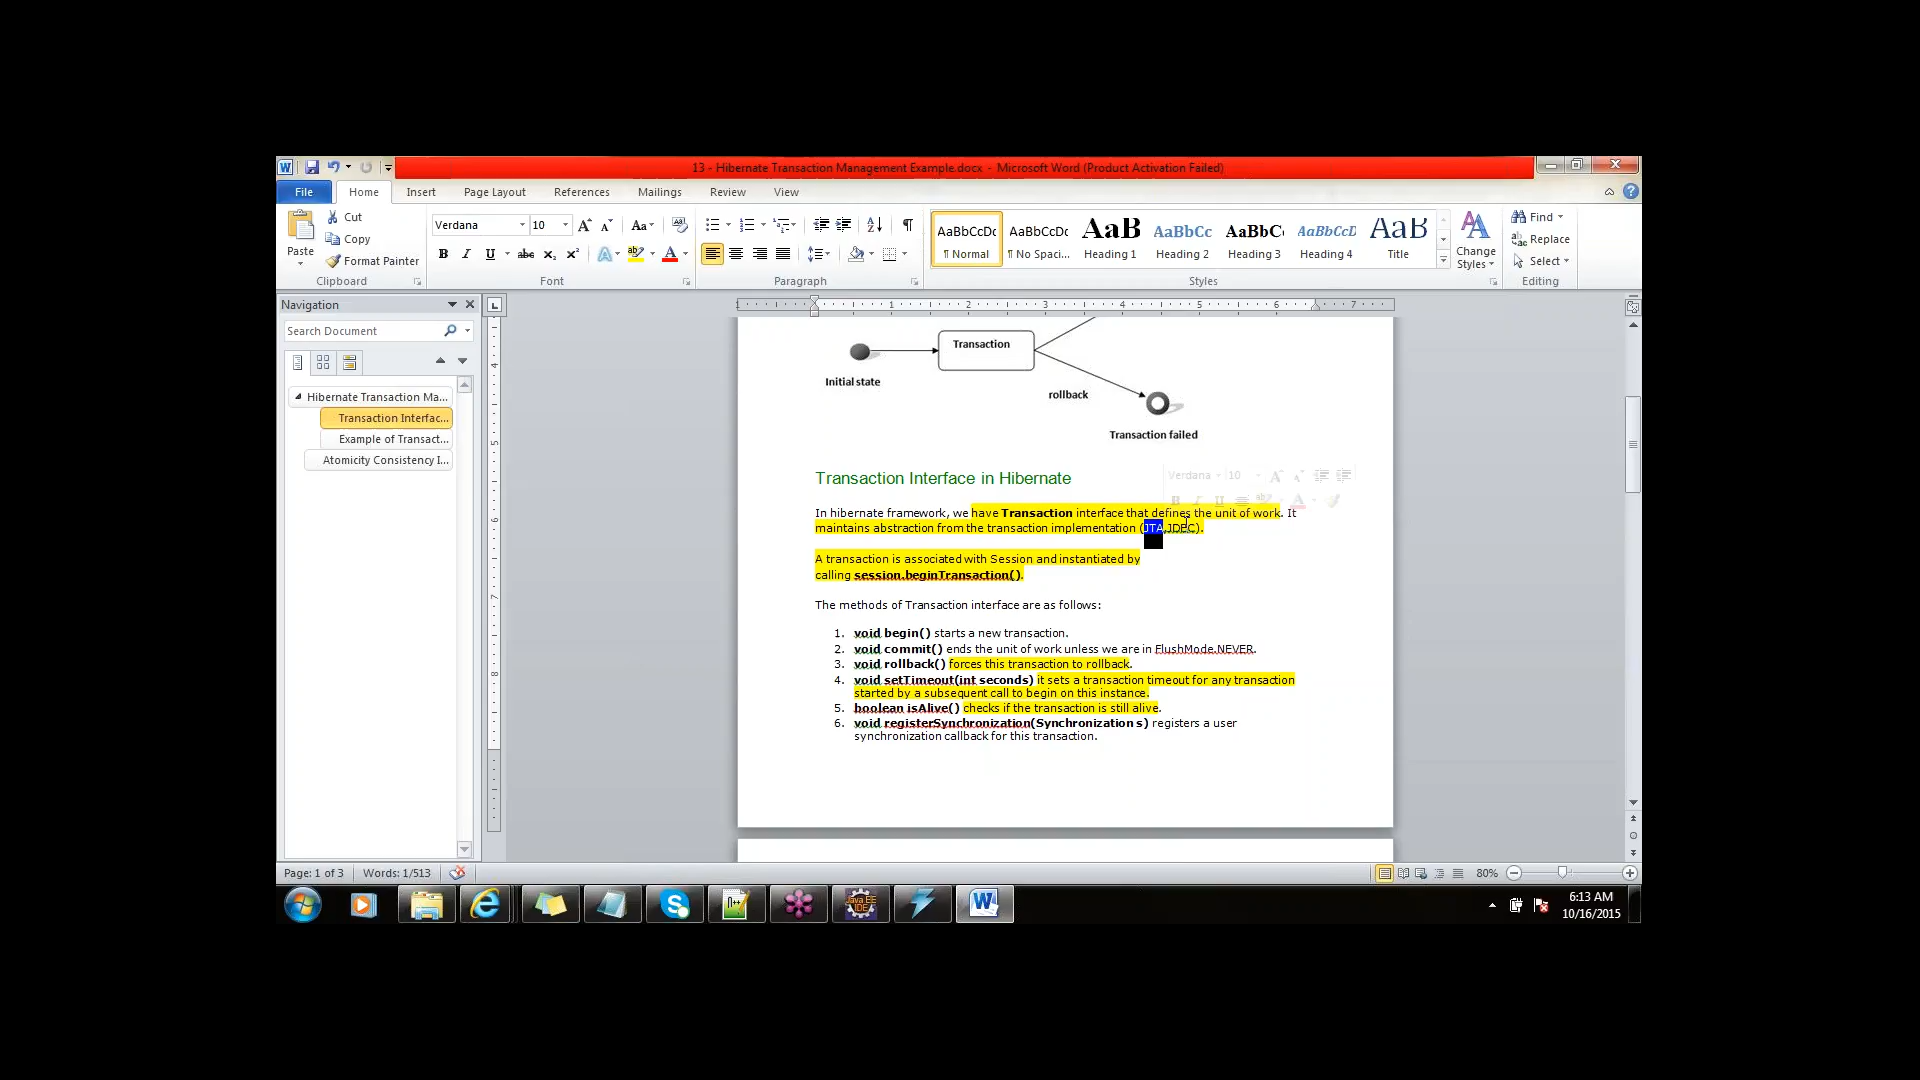 13 - Hibernate Transaction Management Example.docx - Microsoft Word (Product Activation Failed)
File Home Insert Page Layout References Mailings Review View
Paste
Cut
Copy
Format Painter
Clipboard
Verdana 10
Font
Paragraph
AaBbCcDc AaBbCcDc AaB AaBbCc AaBbC AaBbCcD AaB
¶ Normal ¶ No Spaci... Heading 1 Heading 2 Heading 3 Heading 4 Title
Change
Styles
Styles
Find
Replace
Select
Editing
Navigation
Search Document
Hibernate Transaction Ma...
Transaction Interfac...
Example of Transact...
Atomicity Consistency I...
Transaction
Initial state
rollback
Transaction failed
Transaction Interface in Hibernate
Verdana 10
In hibernate framework, we have Transaction interface that defines the unit of work. It
maintains abstraction from the transaction implementation (JTA,JDBC).
A transaction is associated with Session and instantiated by
calling session.beginTransaction().
The methods of Transaction interface are as follows:
1. void begin() starts a new transaction.
2. void commit() ends the unit of work unless we are in FlushMode.NEVER.
3. void rollback() forces this transaction to rollback.
4. void setTimeout(int seconds) it sets a transaction timeout for any transaction
started by a subsequent call to begin on this instance.
5. boolean isAlive() checks if the transaction is still alive.
6. void registerSynchronization(Synchronization s) registers a user
synchronization callback for this transaction.
Page: 1 of 3 Words: 1/513 80%
6:13 AM
10/16/2015